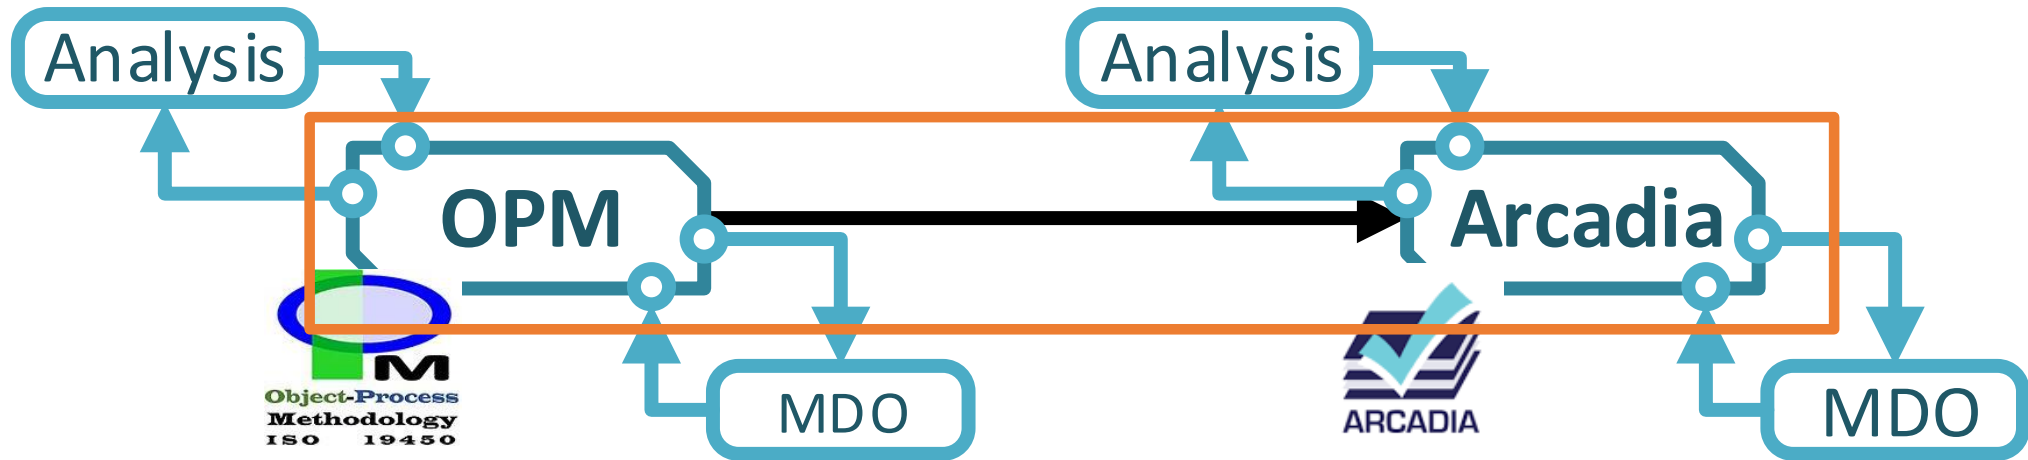 Analysis
Analysis
OPM
Arcadia
M
Object-Process
Methodology
ISO 19450
MDO
ARCADIA
MDO